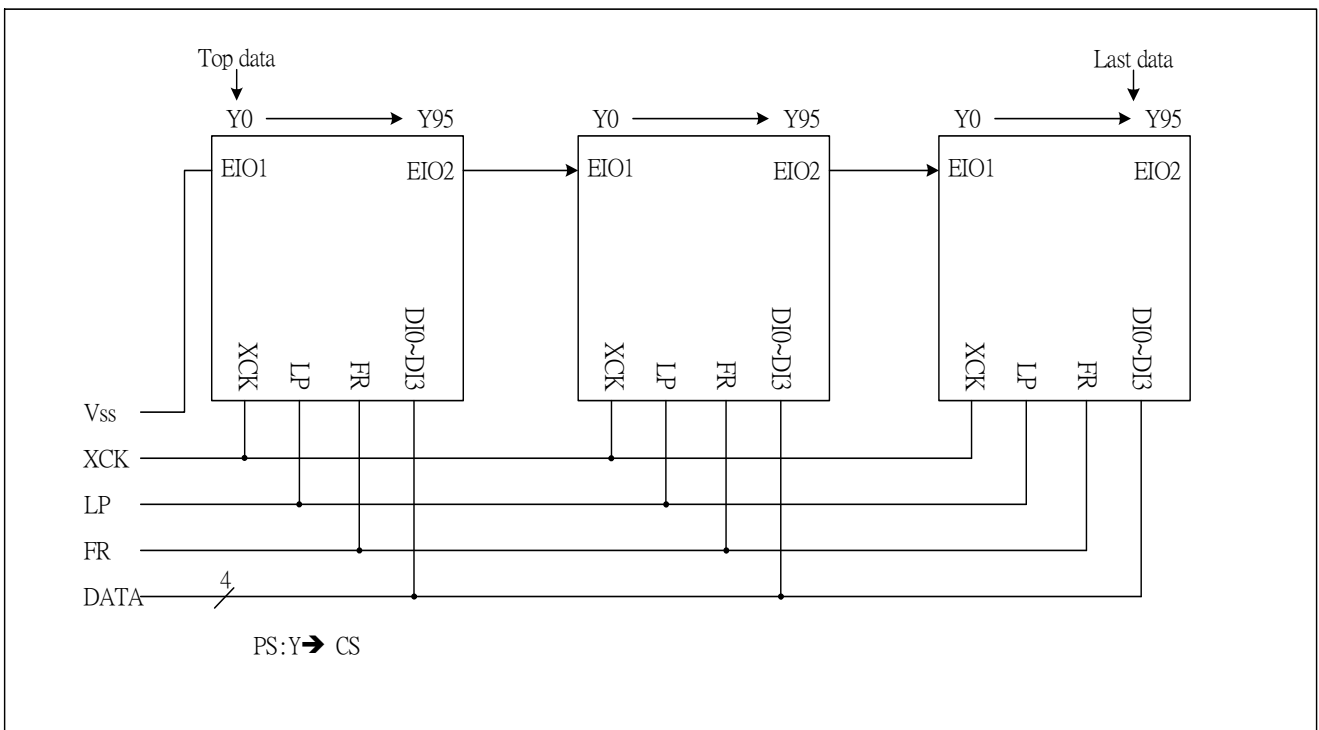 Top data
Last data
Y0 Y95 Y0 Y95 Y0 Y95
EIO1 EIO2 EIO1 EIO2 EIO1 EIO2
XCK LP FR DI0~DI3 XCK LP FR DI0~DI3 XCK LP FR DI0~DI3
Vss
XCK
LP
FR
DATA 4
PS:Y➔ CS